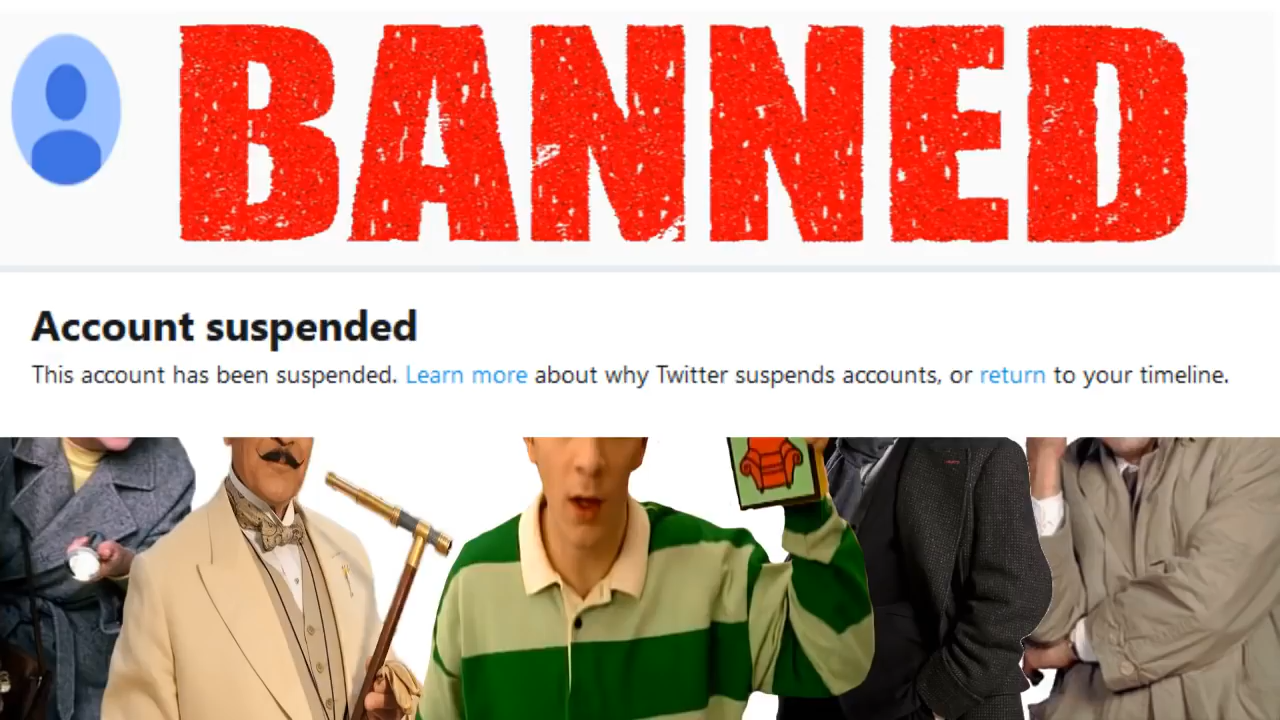 BANNED
Account suspended
This account has been suspended. Learn more about why Twitter suspends accounts, or return to your timeline.